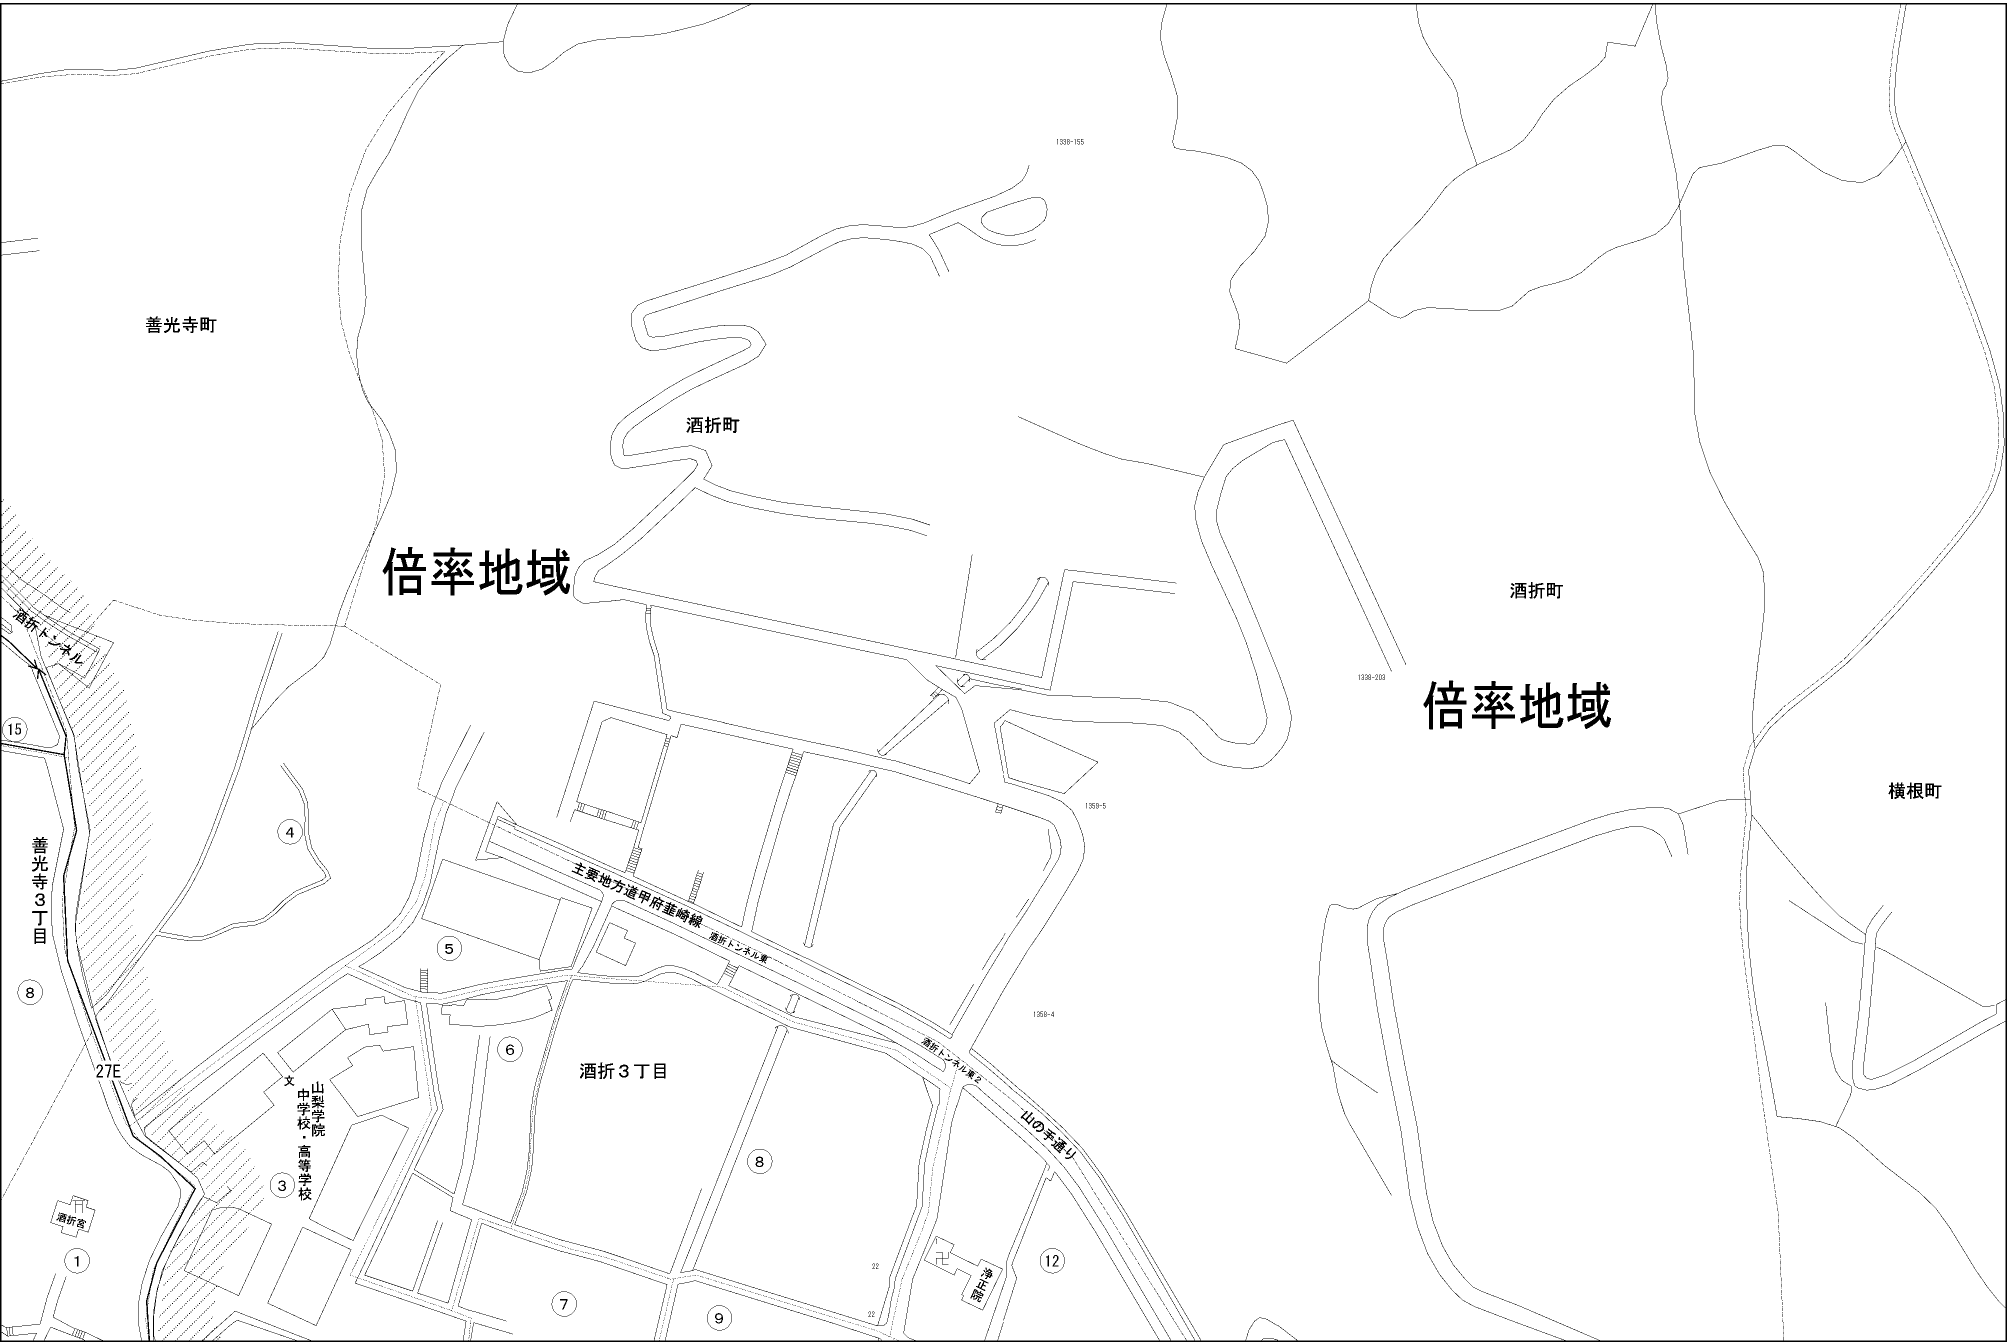 1338-155
善光寺町
酒折町
倍率地域
酒折町
酒折トンネル
1338-203
倍率地域
15
横根町
1359-5
4
善光寺3丁目
主要地方道甲府韮崎線
酒折トンネル東
5
8
1358-4
6
酒折トンネル東2
27E
酒折3丁目
文
山梨学院
中学校・高等学校
山の手通り
8
3
酒折宮
1
12
22
浄正院
7
9
22